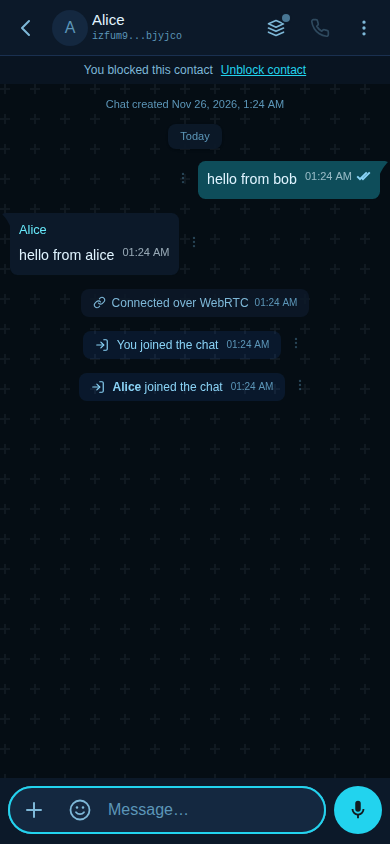 A
Alice
izfum9...bjyjco
You blocked this contact Unblock contact
Chat created Nov 26, 2026, 1:24 AM
Today
hello from bob 01:24 AM
Alice
hello from alice 01:24 AM
Connected over WebRTC 01:24 AM
You joined the chat 01:24 AM
Alice joined the chat 01:24 AM
Message…